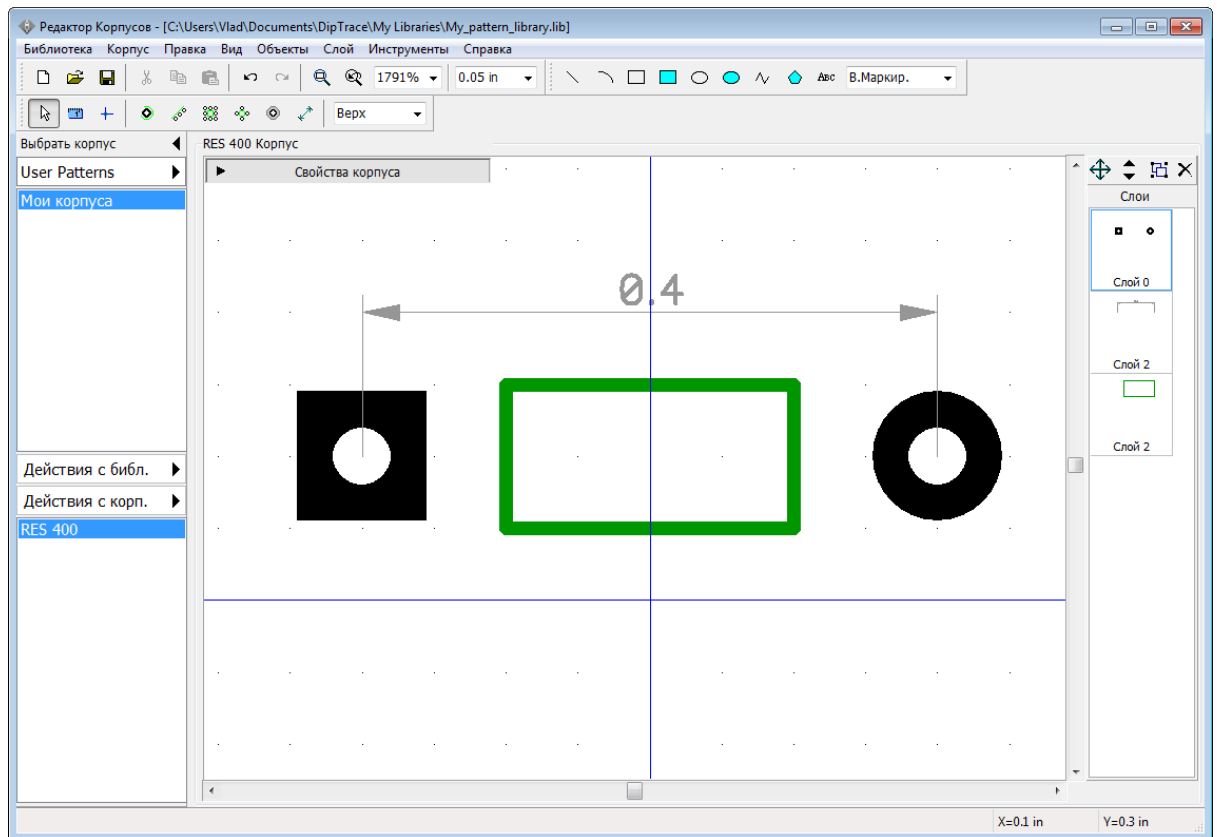 Редактор Корпусов - [C:\Users\Vlad\Documents\DipTrace\My Libraries\My_pattern_library.lib]
Библиотека Корпус Правка Вид Объекты Слой Инструменты Справка
1791% 0.05 in ABC В.Маркир.
Верх
Выбрать корпус
RES 400 Корпус
User Patterns
Свойства корпуса
Мои корпуса
Слои
Слой 0
0.4
Слой 2
Слой 2
Действия с библ.
Действия с корп.
RES 400
X=0.1 in Y=0.3 in